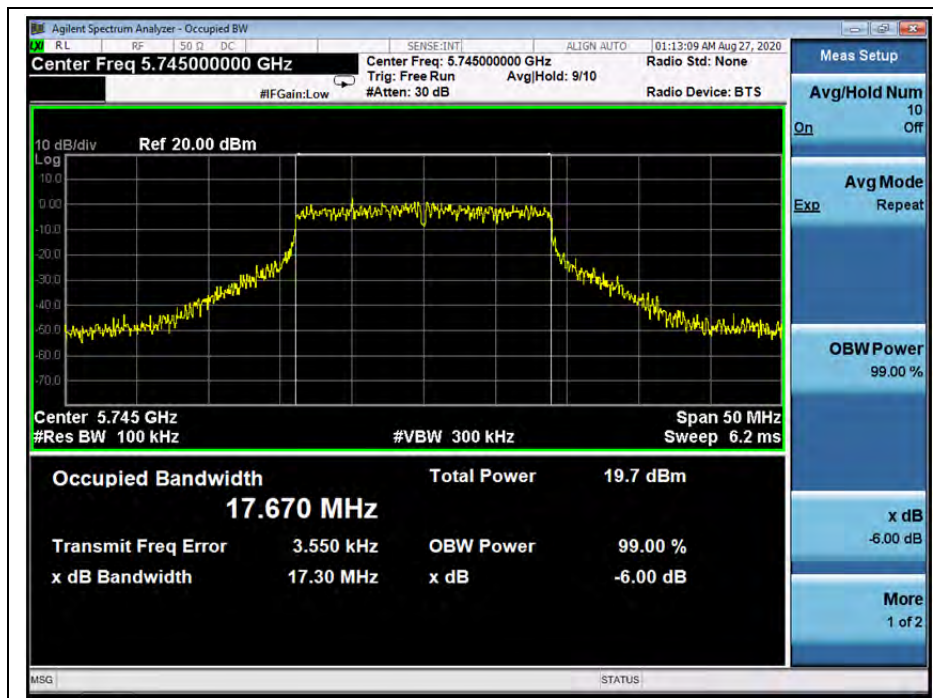 Agilent Spectrum Analyzer - Occupied BW
LXI RL RF 50 Ω DC SENSE:INT ALIGN AUTO 01:13:09 AM Aug 27, 2020
Center Freq 5.745000000 GHz
Center Freq: 5.745000000 GHz Radio Std: None
Trig: Free Run Avg|Hold: 9/10
#IFGain:Low #Atten: 30 dB Radio Device: BTS
10 dB/div Ref 20.00 dBm
Log
10.0
0.00
-10.0
-20.0
-30.0
-40.0
-50.0
-60.0
-70.0
Center 5.745 GHz Span 50 MHz
#Res BW 100 kHz #VBW 300 kHz Sweep 6.2 ms
Occupied Bandwidth Total Power 19.7 dBm
17.670 MHz
Transmit Freq Error 3.550 kHz OBW Power 99.00 %
x dB Bandwidth 17.30 MHz x dB -6.00 dB
MSG STATUS
Meas Setup
Avg/Hold Num
10
On Off
Avg Mode
Exp Repeat
OBW Power
99.00 %
x dB
-6.00 dB
More
1 of 2